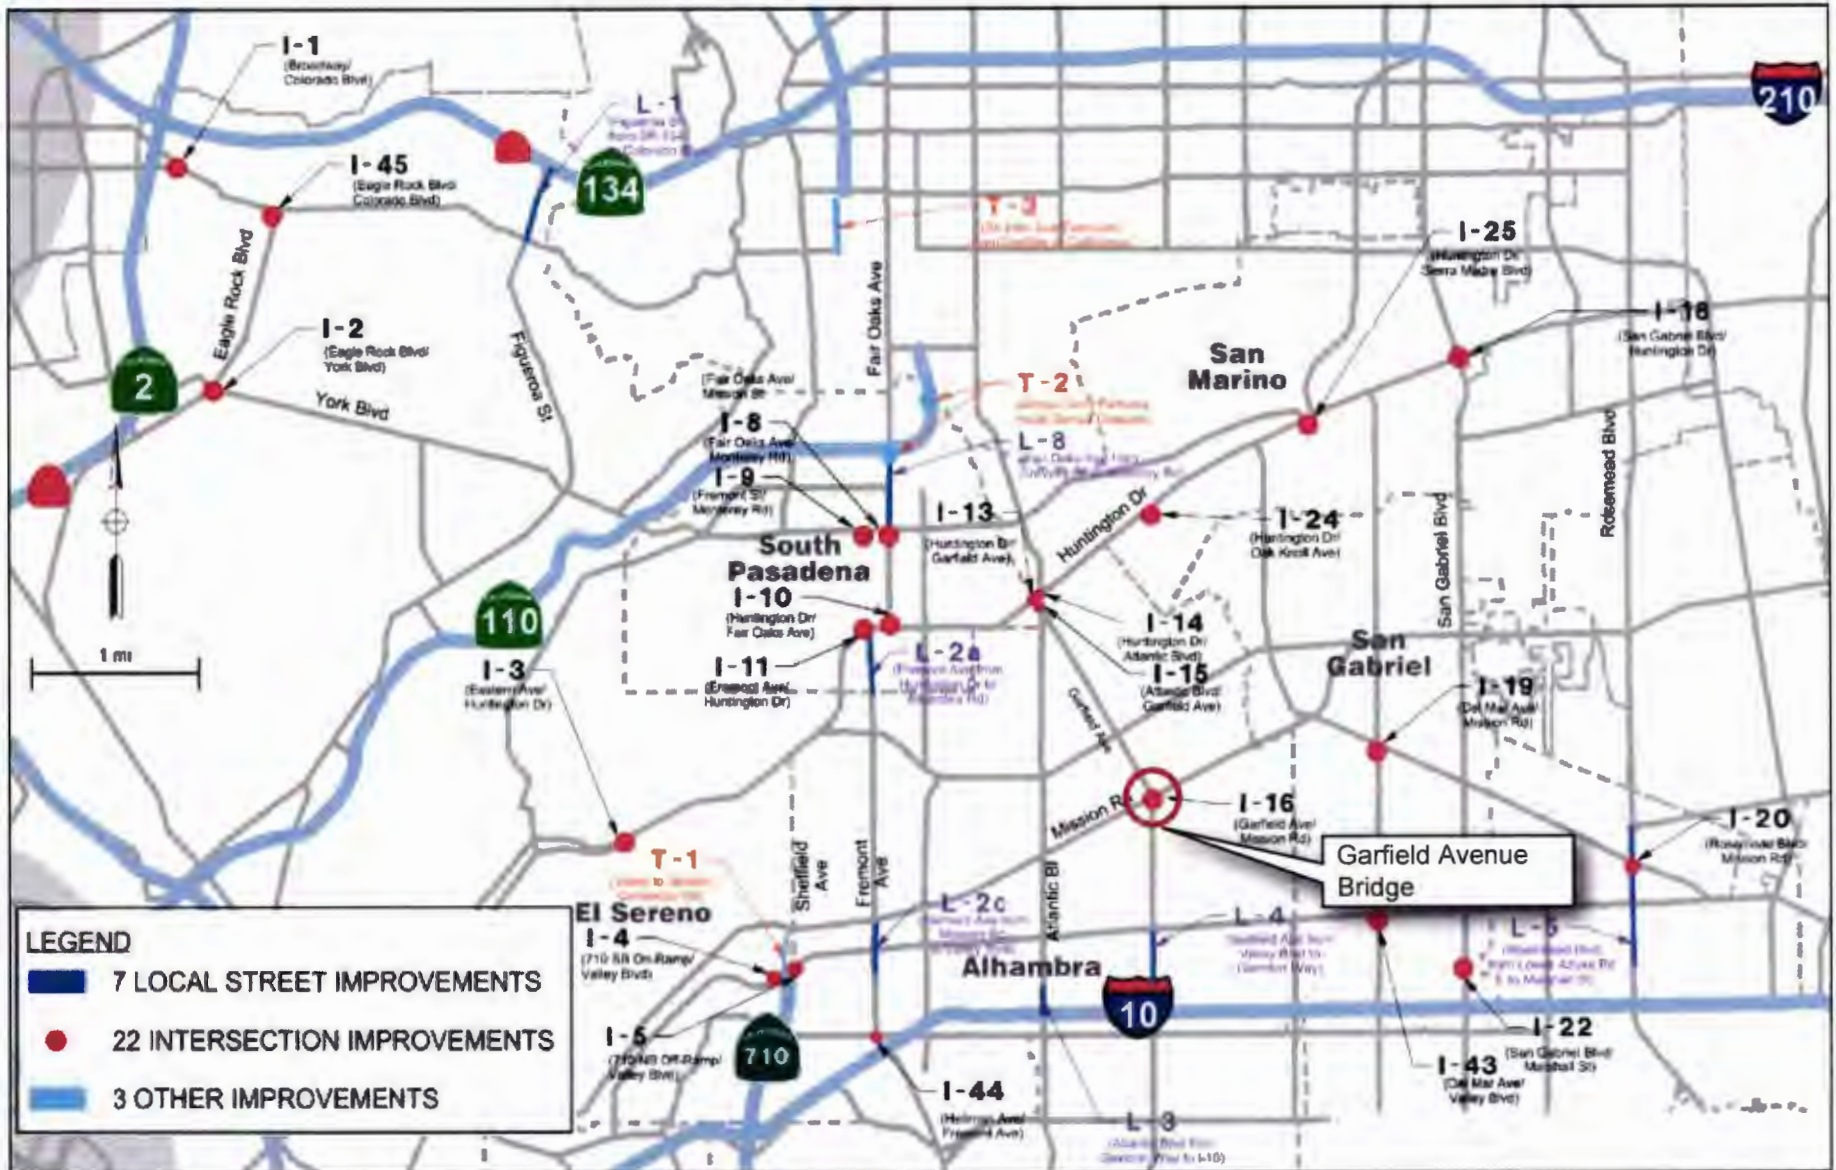 I-1
(Broadway/
Colorado Blvd)
L-1
210
I-45
(Eagle Rock Blvd/
Colorado Blvd)
134
T-3
I-25
(Huntington Dr/
Sierra Madre Blvd)
Eagle Rock Blvd
Fair Oaks Ave
I-2
(Eagle Rock Blvd/
York Blvd)
Figueroa St
I-18
(San Gabriel Blvd/
Huntington Dr)
San
Marino
2
York Blvd
(Fair Oaks Ave/
Mission St)
T-2
I-8
(Fair Oaks Ave/
Monterey Rd)
L-8
Rosemead Blvd
I-9
(Fremont St/
Monterey Rd)
I-13
(Huntington Dr/
Garfield Ave)
Huntington Dr
I-24
(Huntington Dr/
Oak Knoll Ave)
San Gabriel Blvd
South
Pasadena
110
I-10
(Huntington Dr/
Fair Oaks Ave)
I-14
(Huntington Dr/
Atlantic Blvd)
San
Gabriel
1 mi
I-3
(Eastern Ave/
Huntington Dr)
I-11
(Fremont Ave/
Huntington Dr)
L-2a
(Fremont Ave from
Huntington Dr to
I-15
(Atlantic Blvd/
Garfield Ave)
Garfield Ave
I-19
(Del Mar Ave/
Mission Rd)
Mission Rd
I-16
(Garfield Ave/
Mission Rd)
I-20
(Rosemead Blvd/
Mission Rd)
Garfield Avenue
Bridge
T-1
Sheffield
Ave
Fremont
Ave
Atlantic Bl
El Sereno
I-4
(710 SB On-Ramp/
Valley Blvd)
L-2c
L-4
L-5
Alhambra
10
I-5
(710 NB Off-Ramp/
Valley Blvd)
710
I-22
(San Gabriel Blvd/
Marshall St)
I-43
(Del Mar Ave/
Valley Blvd)
I-44
(Hellman Ave/
Fremont Ave)
L-3
LEGEND
7 LOCAL STREET IMPROVEMENTS
22 INTERSECTION IMPROVEMENTS
3 OTHER IMPROVEMENTS